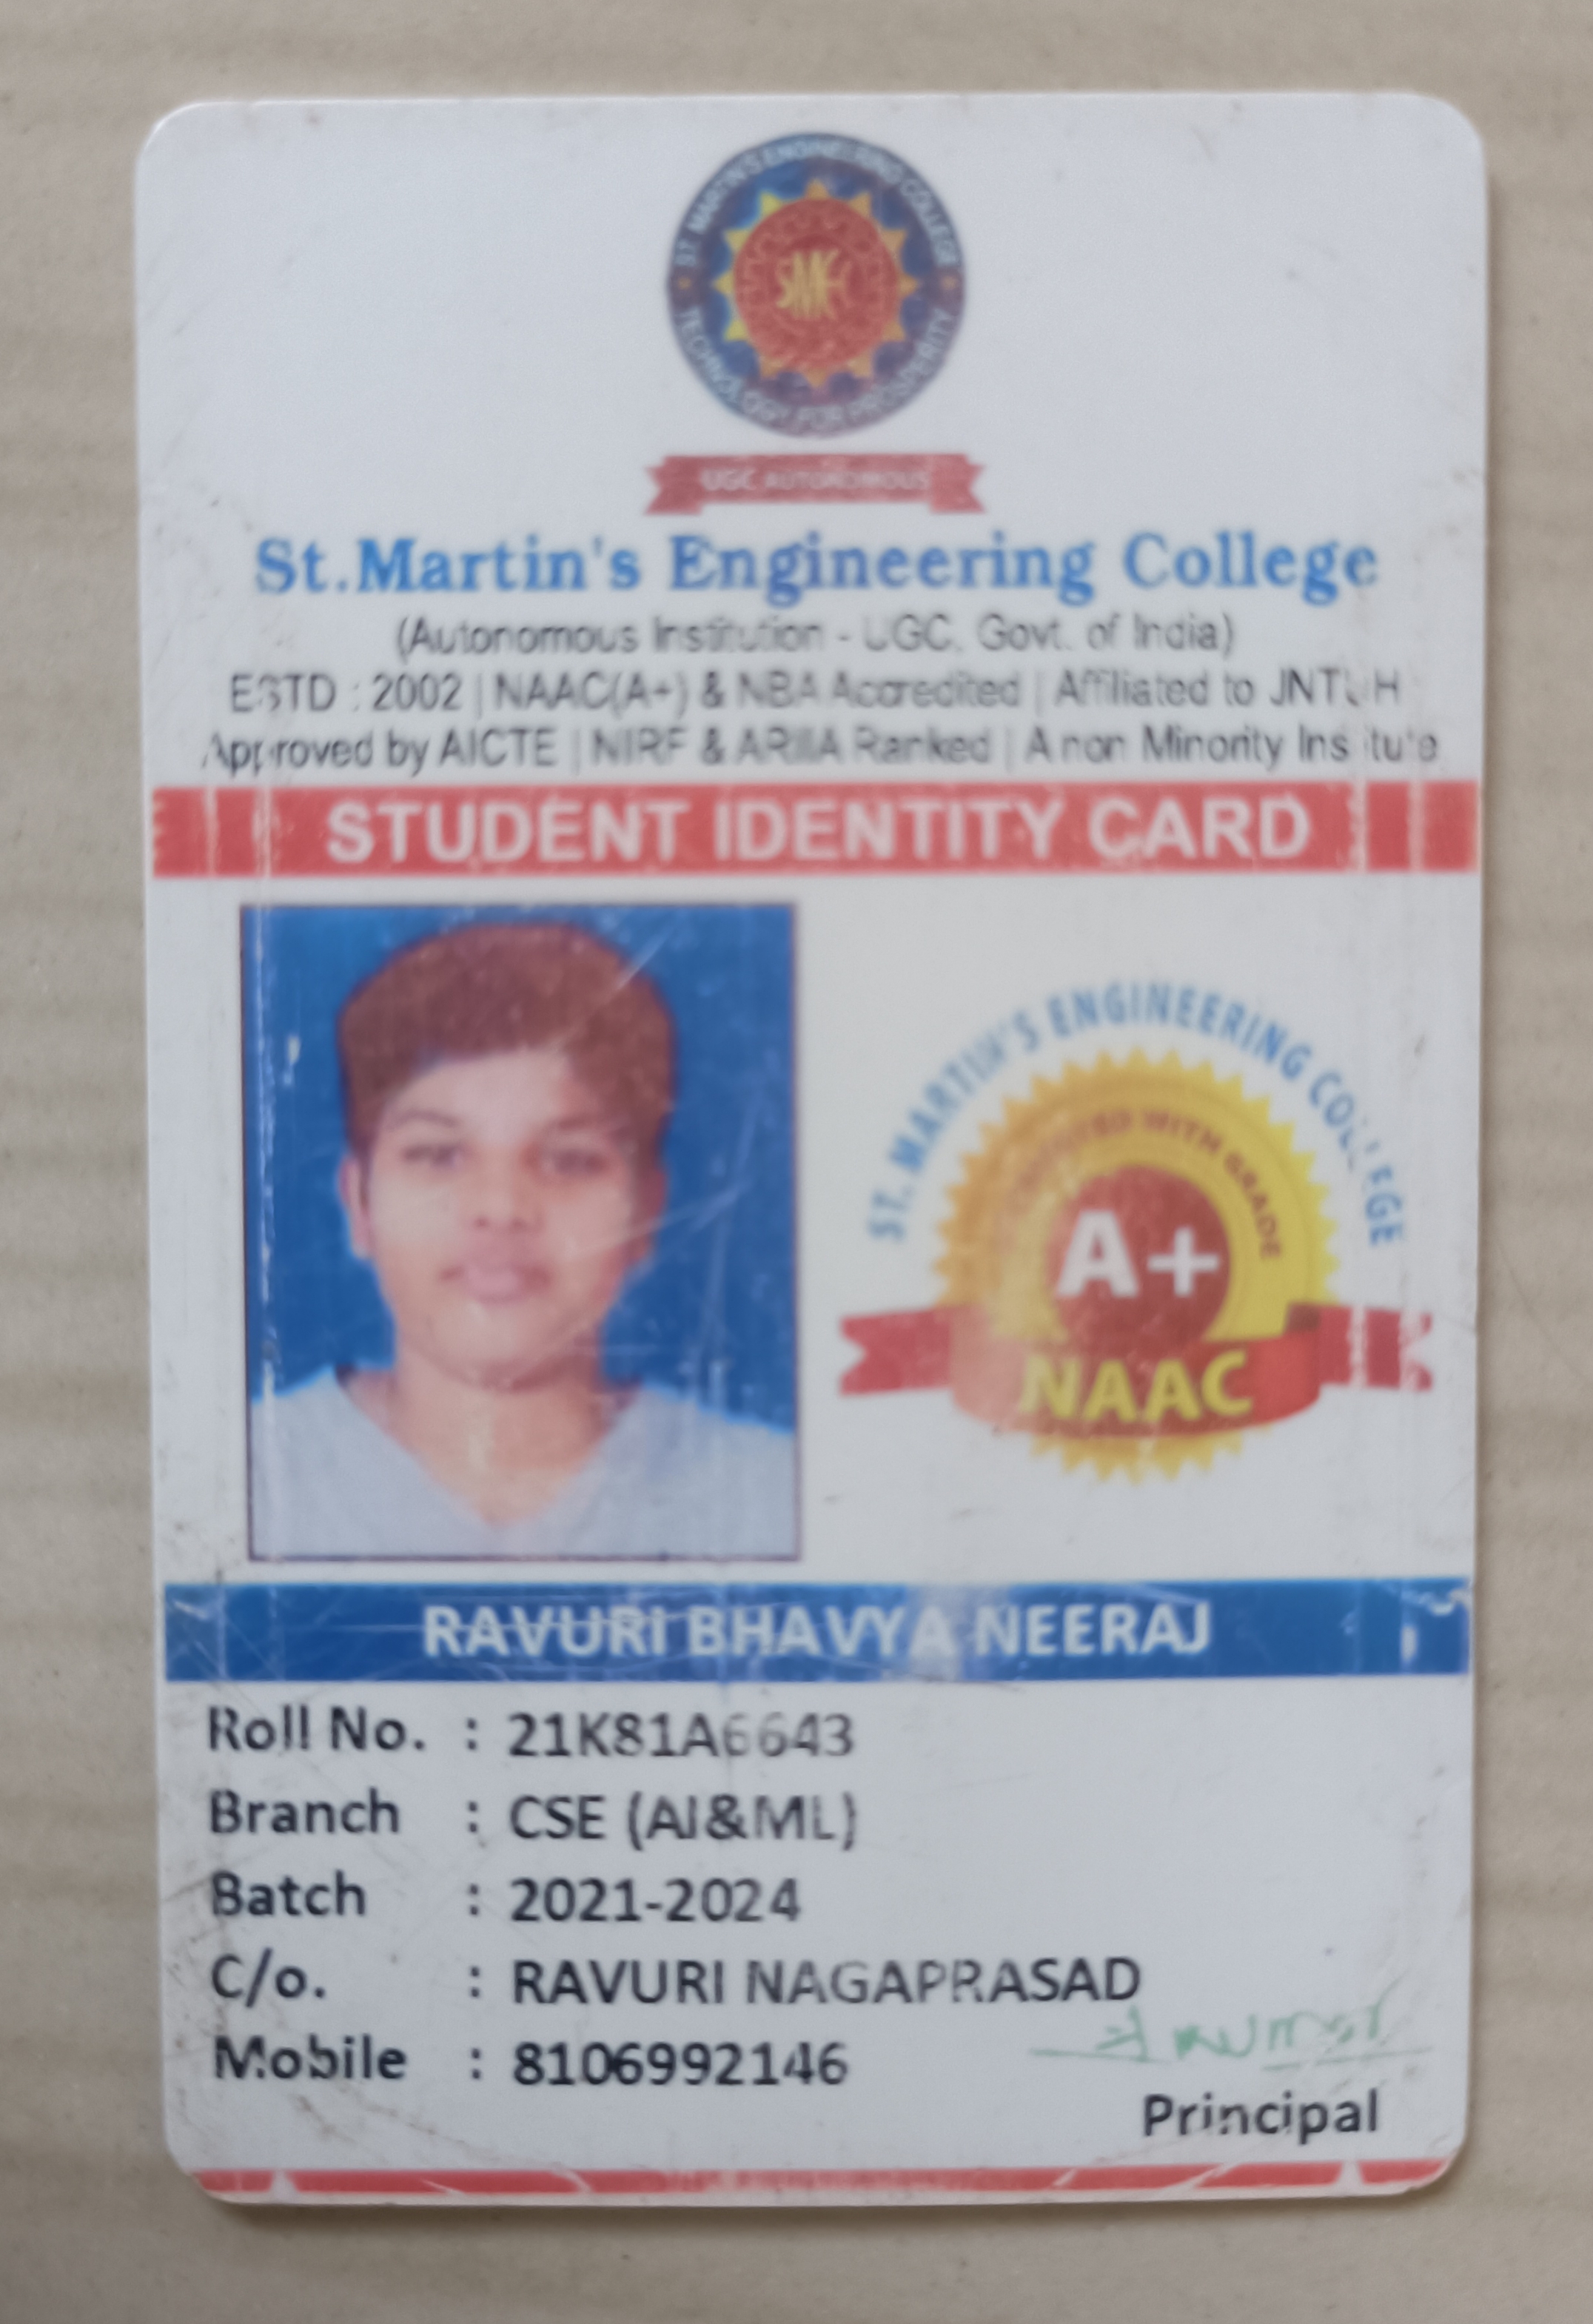 ST. MARTIN'S ENGINEERING COLLEGE
SMEC
TECHNOLOGY FOR PROSPERITY
UGC AUTONOMOUS
St.Martin's Engineering College
(Autonomous Institution - UGC, Govt. of India)
ESTD : 2002 | NAAC(A+) & NBA Accredited | Affiliated to JNTUH
Approved by AICTE | NIRF & ARIIA Ranked | A non Minority Institute
STUDENT IDENTITY CARD
ST. MARTIN'S ENGINEERING COLLEGE
WITH GRADE
A+
NAAC
RAVURI BHAVYA NEERAJ
Roll No. : 21K81A6643
Branch : CSE (AI&ML)
Batch : 2021-2024
C/o. : RAVURI NAGAPRASAD
Mobile : 8106992146
Principal